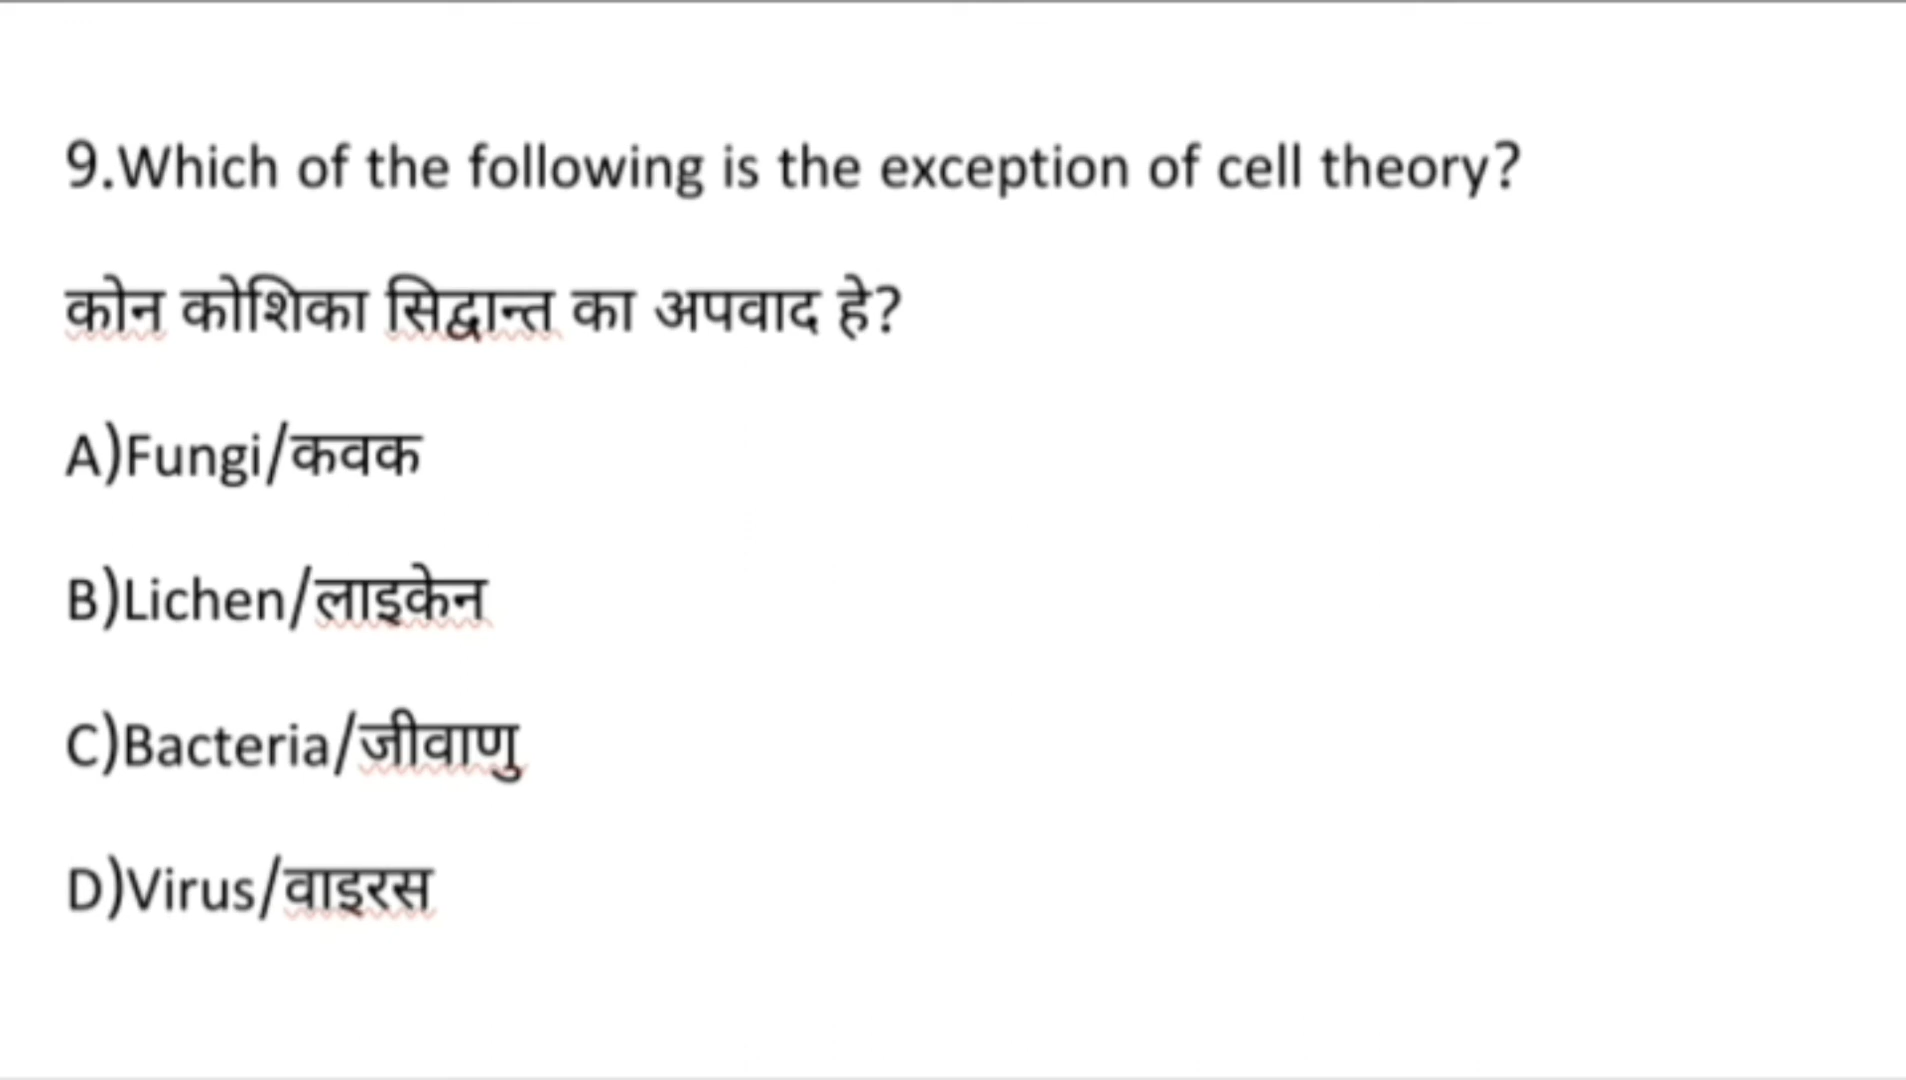 9.Which of the following is the exception of cell theory?
कोन कोशिका सिद्वान्त का अपवाद हे?
A)Fungi/कवक
B)Lichen/लाइकेन
C)Bacteria/जीवाणु
D)Virus/वाइरस